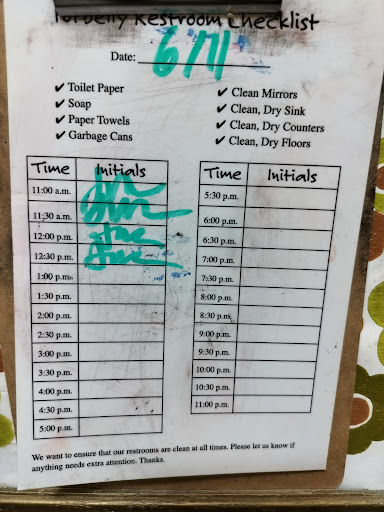 Potbelly Restroom Checklist
Date: 6/11
✔ Toilet Paper
✔ Soap
✔ Paper Towels
✔ Garbage Cans
✔ Clean Mirrors
✔ Clean, Dry Sink
✔ Clean, Dry Counters
✔ Clean, Dry Floors
Time Initials
11:00 a.m.
11:30 a.m.
12:00 p.m.
12:30 p.m.
1:00 p.m.
1:30 p.m.
2:00 p.m.
2:30 p.m.
3:00 p.m.
3:30 p.m.
4:00 p.m.
4:30 p.m.
5:00 p.m.
Time Initials
5:30 p.m.
6:00 p.m.
6:30 p.m.
7:00 p.m.
7:30 p.m.
8:00 p.m.
8:30 p.m.
9:00 p.m.
9:30 p.m.
10:00 p.m.
10:30 p.m.
11:00 p.m.
We want to ensure that our restrooms are clean at all times. Please let us know if
anything needs extra attention. Thanks.